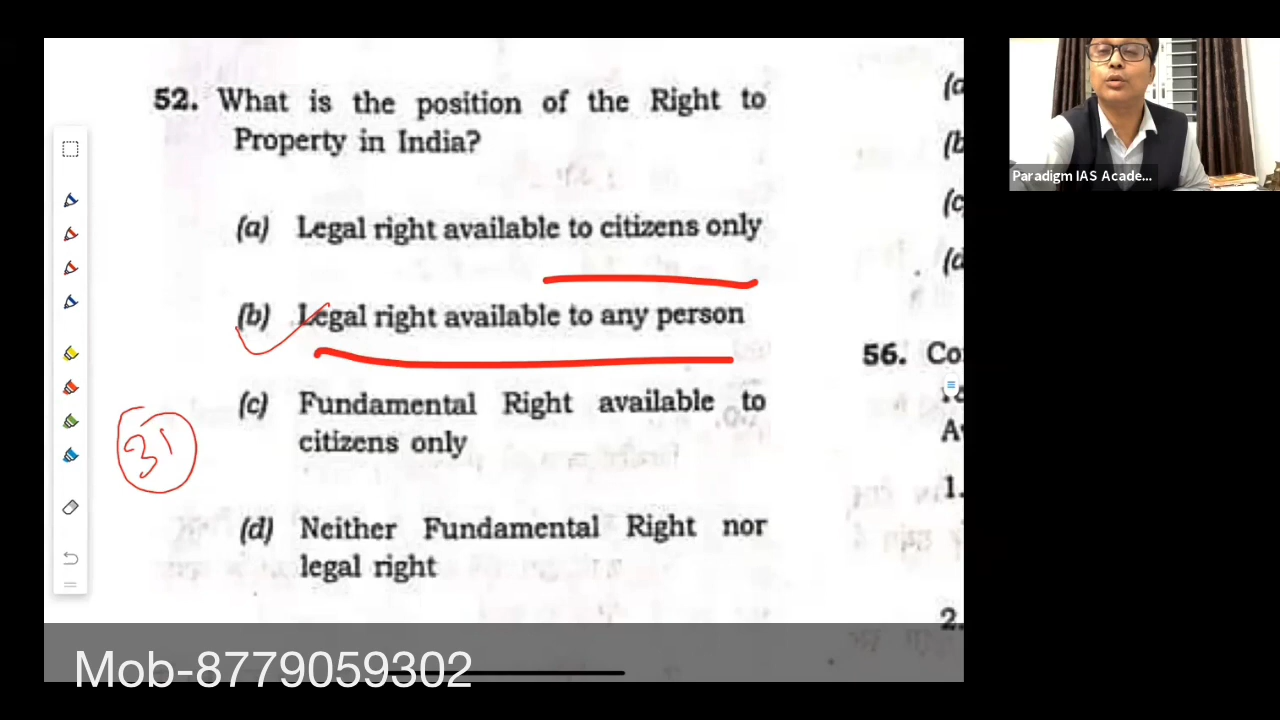 52. What is the position of the Right to
Property in India?
(a) Legal right available to citizens only
(b) Legal right available to any person
(c) Fundamental Right available to
citizens only
31
(d) Neither Fundamental Right nor
legal right
(a
(b
(c
(d
56. Co
1.
2.
Paradigm IAS Acade...
Mob-8779059302